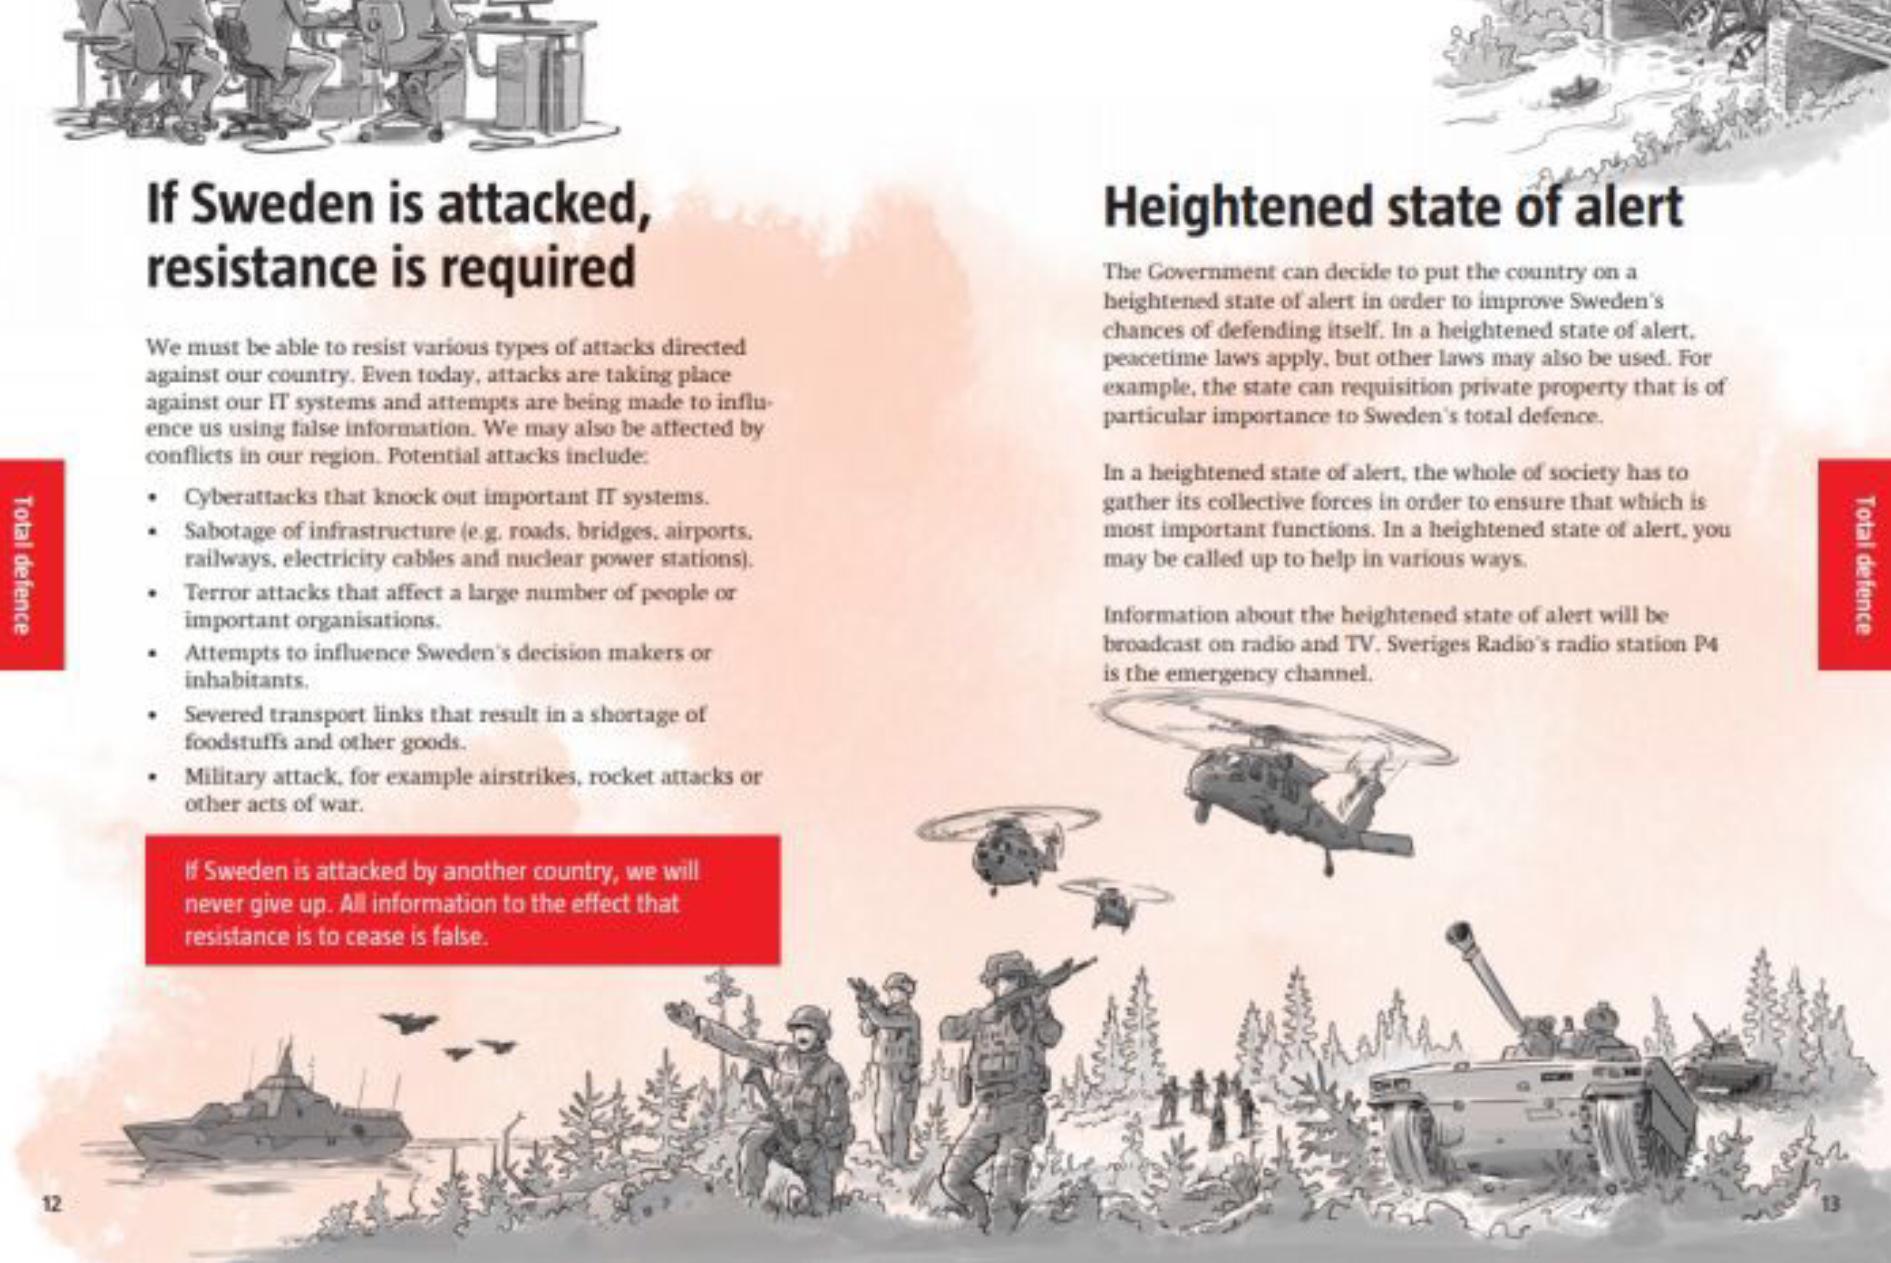 If Sweden is attacked,
resistance is required
We must be able to resist various types of attacks directed
against our country. Even today, attacks are taking place
against our IT systems and attempts are being made to influ-
ence us using false information. We may also be affected by
conflicts in our region. Potential attacks include:
• Cyberattacks that knock out important IT systems.
• Sabotage of infrastructure (e.g. roads, bridges, airports,
railways, electricity cables and nuclear power stations).
• Terror attacks that affect a large number of people or
important organisations.
• Attempts to influence Sweden's decision makers or
inhabitants.
• Severed transport links that result in a shortage of
foodstuffs and other goods.
• Military attack, for example airstrikes, rocket attacks or
other acts of war.
If Sweden is attacked by another country, we will
never give up. All information to the effect that
resistance is to cease is false.
Total defence
12
Heightened state of alert
The Government can decide to put the country on a
heightened state of alert in order to improve Sweden's
chances of defending itself. In a heightened state of alert,
peacetime laws apply, but other laws may also be used. For
example, the state can requisition private property that is of
particular importance to Sweden's total defence.
In a heightened state of alert, the whole of society has to
gather its collective forces in order to ensure that which is
most important functions. In a heightened state of alert, you
may be called up to help in various ways.
Information about the heightened state of alert will be
broadcast on radio and TV. Sveriges Radio's radio station P4
is the emergency channel.
Total defence
13